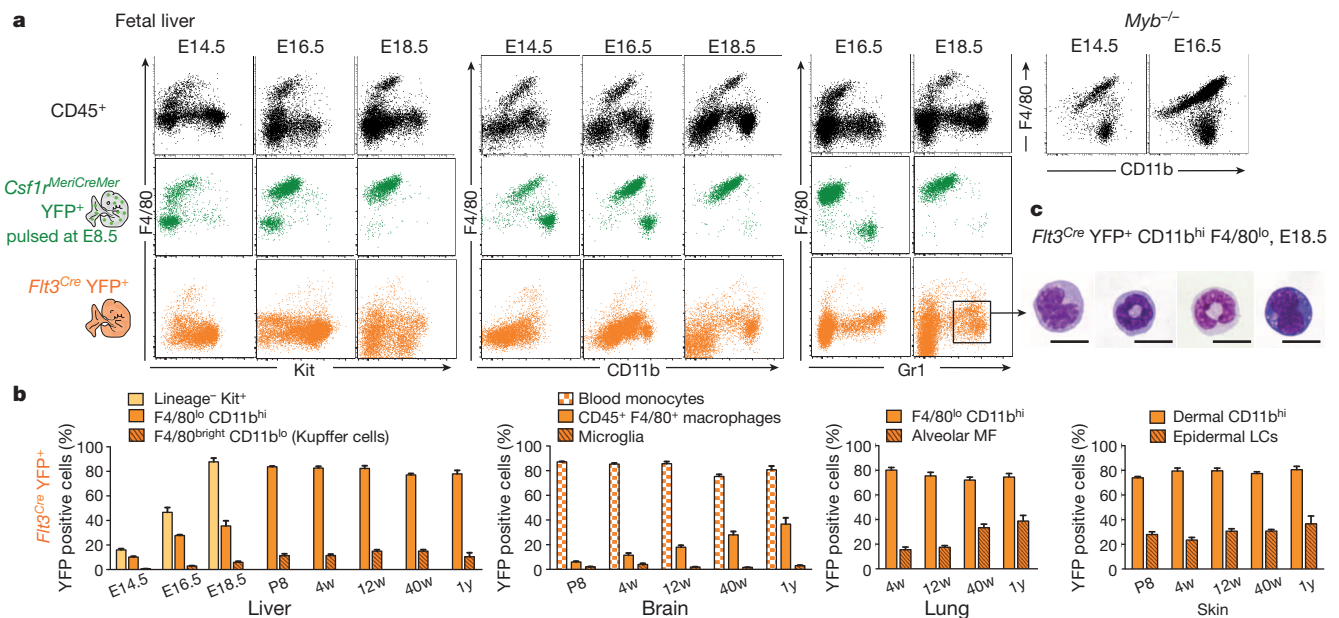 a
Fetal liver
Myb−/−
E14.5 E16.5 E18.5
E14.5 E16.5 E18.5
E16.5 E18.5
E14.5 E16.5
CD45+
F4/80
F4/80
F4/80
F4/80
CD11b
Csf1rMeriCreMer
YFP+
pulsed at E8.5
Flt3Cre YFP+
Kit
CD11b
Gr1
c
Flt3Cre YFP+ CD11bhi F4/80lo, E18.5
b
Flt3Cre YFP+
Lineage− Kit+
F4/80lo CD11bhi
F4/80bright CD11blo (Kupffer cells)
YFP positive cells (%)
100
80
60
40
20
0
E14.5 E16.5 E18.5 P8 4w 12w 40w 1y
Liver
Blood monocytes
CD45+ F4/80+ macrophages
Microglia
YFP positive cells (%)
100
80
60
40
20
0
P8 4w 12w 40w 1y
Brain
F4/80lo CD11bhi
Alveolar MF
YFP positive cells (%)
100
80
60
40
20
0
4w 12w 40w 1y
Lung
Dermal CD11bhi
Epidermal LCs
YFP positive cells (%)
100
80
60
40
20
0
P8 4w 12w 40w 1y
Skin